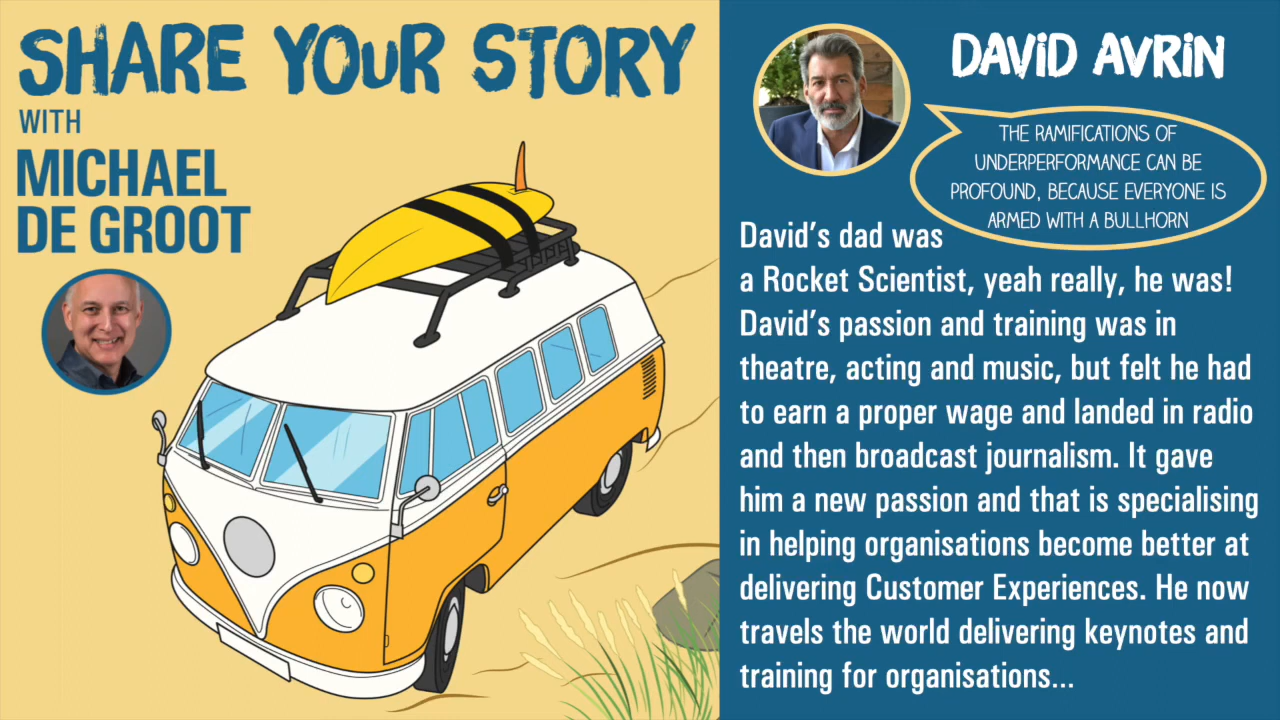 SHARE YOUR STORY
WITH
MICHAEL
DE GROOT
DAVID AVRIN
THE RAMIFICATIONS OF
UNDERPERFORMANCE CAN BE
PROFOUND, BECAUSE EVERYONE IS
ARMED WITH A BULLHORN
David's dad was
a Rocket Scientist, yeah really, he was!
David's passion and training was in
theatre, acting and music, but felt he had
to earn a proper wage and landed in radio
and then broadcast journalism. It gave
him a new passion and that is specialising
in helping organisations become better at
delivering Customer Experiences. He now
travels the world delivering keynotes and
training for organisations...